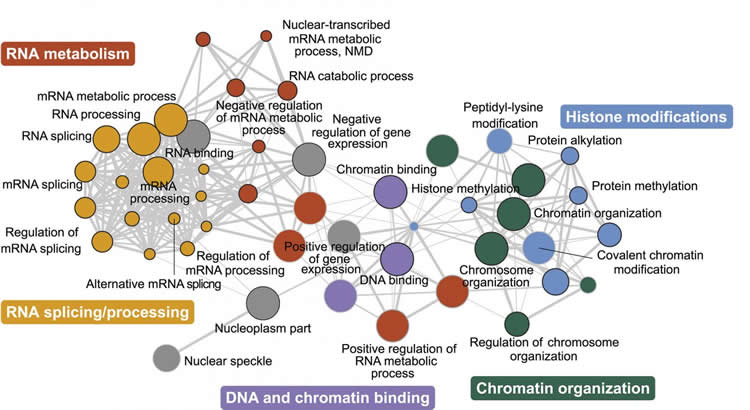 Nuclear-transcribed
mRNA metabolic
process, NMD
RNA metabolism
RNA catabolic process
mRNA metabolic process
RNA processing
Negative regulation
of mRNA metabolic
process
Negative
regulation of gene
expression
Peptidyl-lysine
modification
Histone modifications
RNA splicing
RNA binding
Protein alkylation
Chromatin binding
mRNA splicing
mRNA
processing
Histone methylation
Protein methylation
Chromatin organization
Regulation of
mRNA splicing
Regulation of
mRNA processing
Positive regulation
of gene
expression
DNA binding
Chromosome
organization
Covalent chromatin
modification
Alternative mRNA splicing
RNA splicing/processing
Nucleoplasm part
Nuclear speckle
Positive regulation of
RNA metabolic
process
Regulation of chromosome
organization
DNA and chromatin binding
Chromatin organization